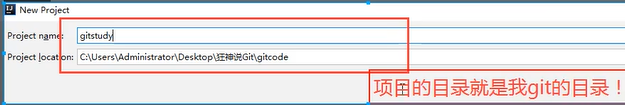 New Project
Project name: gitstudy
Project location: C:\Users\Administrator\Desktop\狂神说Git\gitcode
项目的目录就是我git的目录！